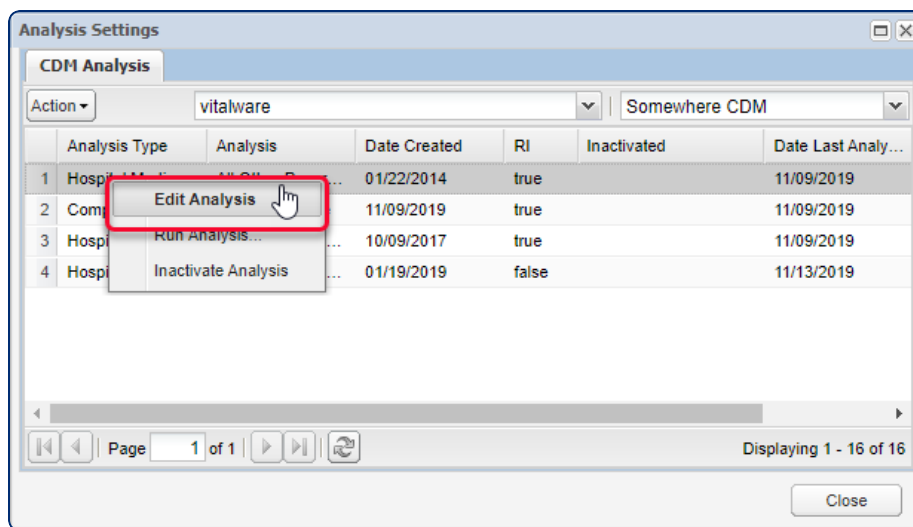 Analysis Settings
CDM Analysis
Action vitalware Somewhere CDM
Analysis Type Analysis Date Created RI Inactivated Date Last Analy...
1 01/22/2014 true 11/09/2019
Edit Analysis
2 11/09/2019 true 11/09/2019
Run Analysis...
3 Hospi ... 10/09/2017 true 11/09/2019
Inactivate Analysis
4 Hospi ... 01/19/2019 false 11/13/2019
Page 1 of 1 Displaying 1 - 16 of 16
Close